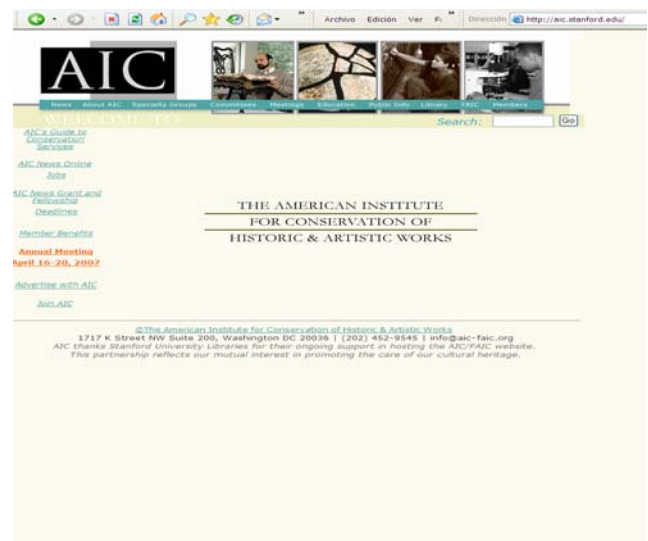 Archivo Edición Ver F
Dirección http://aic.stanford.edu/
AIC
News About AIC Specialty Groups Committees Meetings Education Public Info Library FAIC Members
WELCOME TO
Search: Go
AIC's Guide to
Conservation
Services
AIC News Online
Jobs
AIC News Grant and
Fellowship
Deadlines
Member Benefits
Annual Meeting
April 16-20, 2007
Advertise with AIC
Join AIC
THE AMERICAN INSTITUTE
FOR CONSERVATION OF
HISTORIC & ARTISTIC WORKS
©The American Institute for Conservation of Historic & Artistic Works
1717 K Street NW Suite 200, Washington DC 20036 | (202) 452-9545 | info@aic-faic.org
AIC thanks Stanford University Libraries for their ongoing support in hosting the AIC/FAIC website.
This partnership reflects our mutual interest in promoting the care of our cultural heritage.